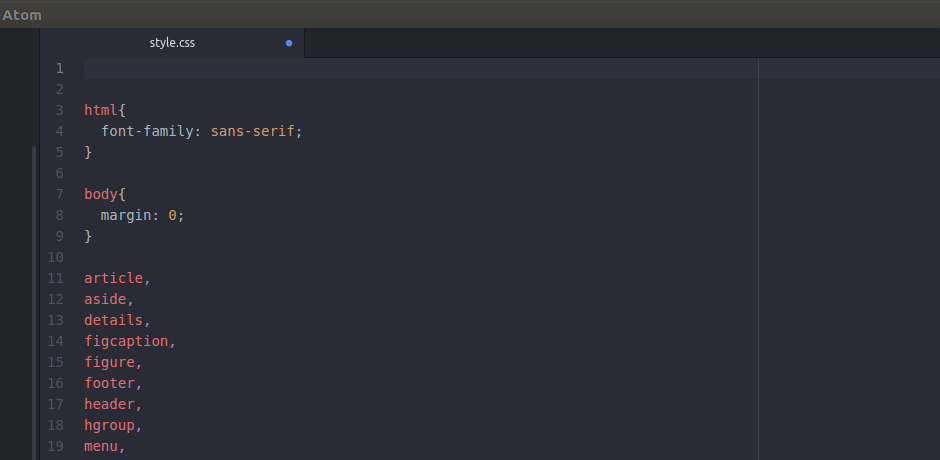 Atom
style.css
1
2
3 html{
4   font-family: sans-serif;
5 }
6
7 body{
8   margin: 0;
9 }
10
11 article,
12 aside,
13 details,
14 figcaption,
15 figure,
16 footer,
17 header,
18 hgroup,
19 menu,